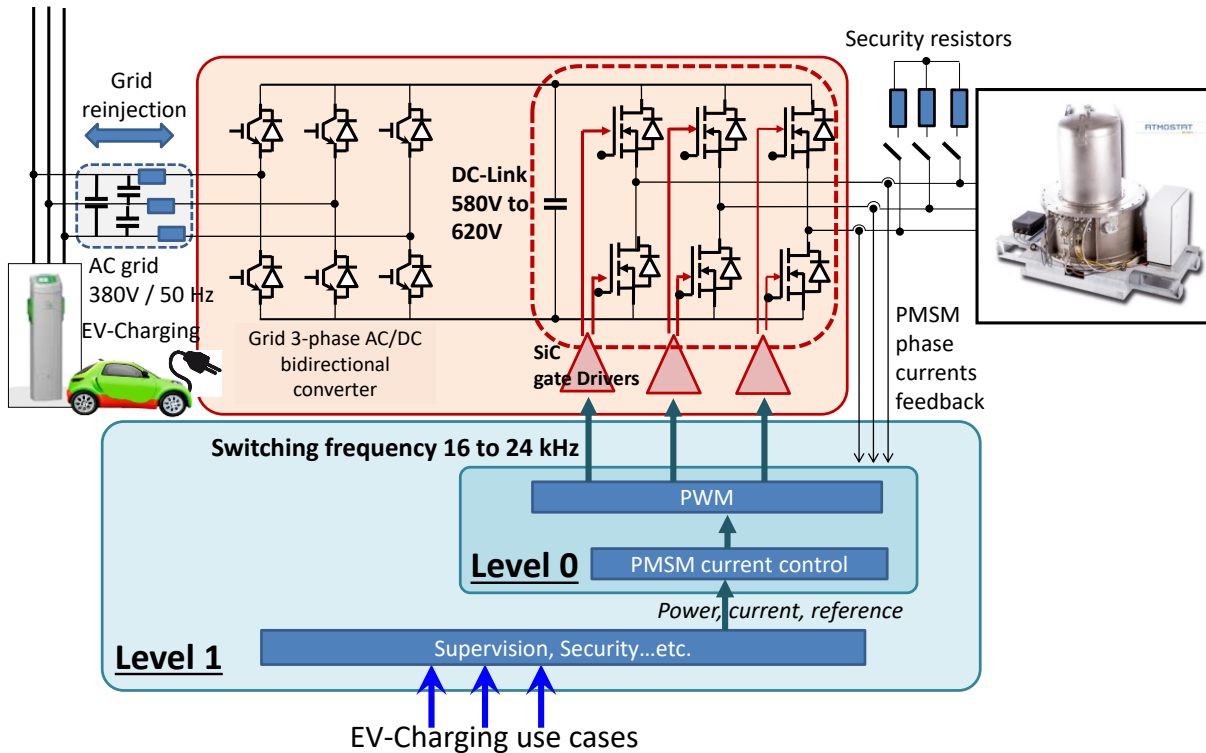 Grid
reinjection
AC grid
380V / 50 Hz
EV-Charging
Grid 3-phase AC/DC
bidirectional
converter
DC-Link
580V to
620V
SiC
gate Drivers
Security resistors
ATMOSTAT
PMSM
phase
currents
feedback
Switching frequency 16 to 24 kHz
PWM
Level 0
PMSM current control
Power, current, reference
Level 1
Supervision, Security...etc.
EV-Charging use cases